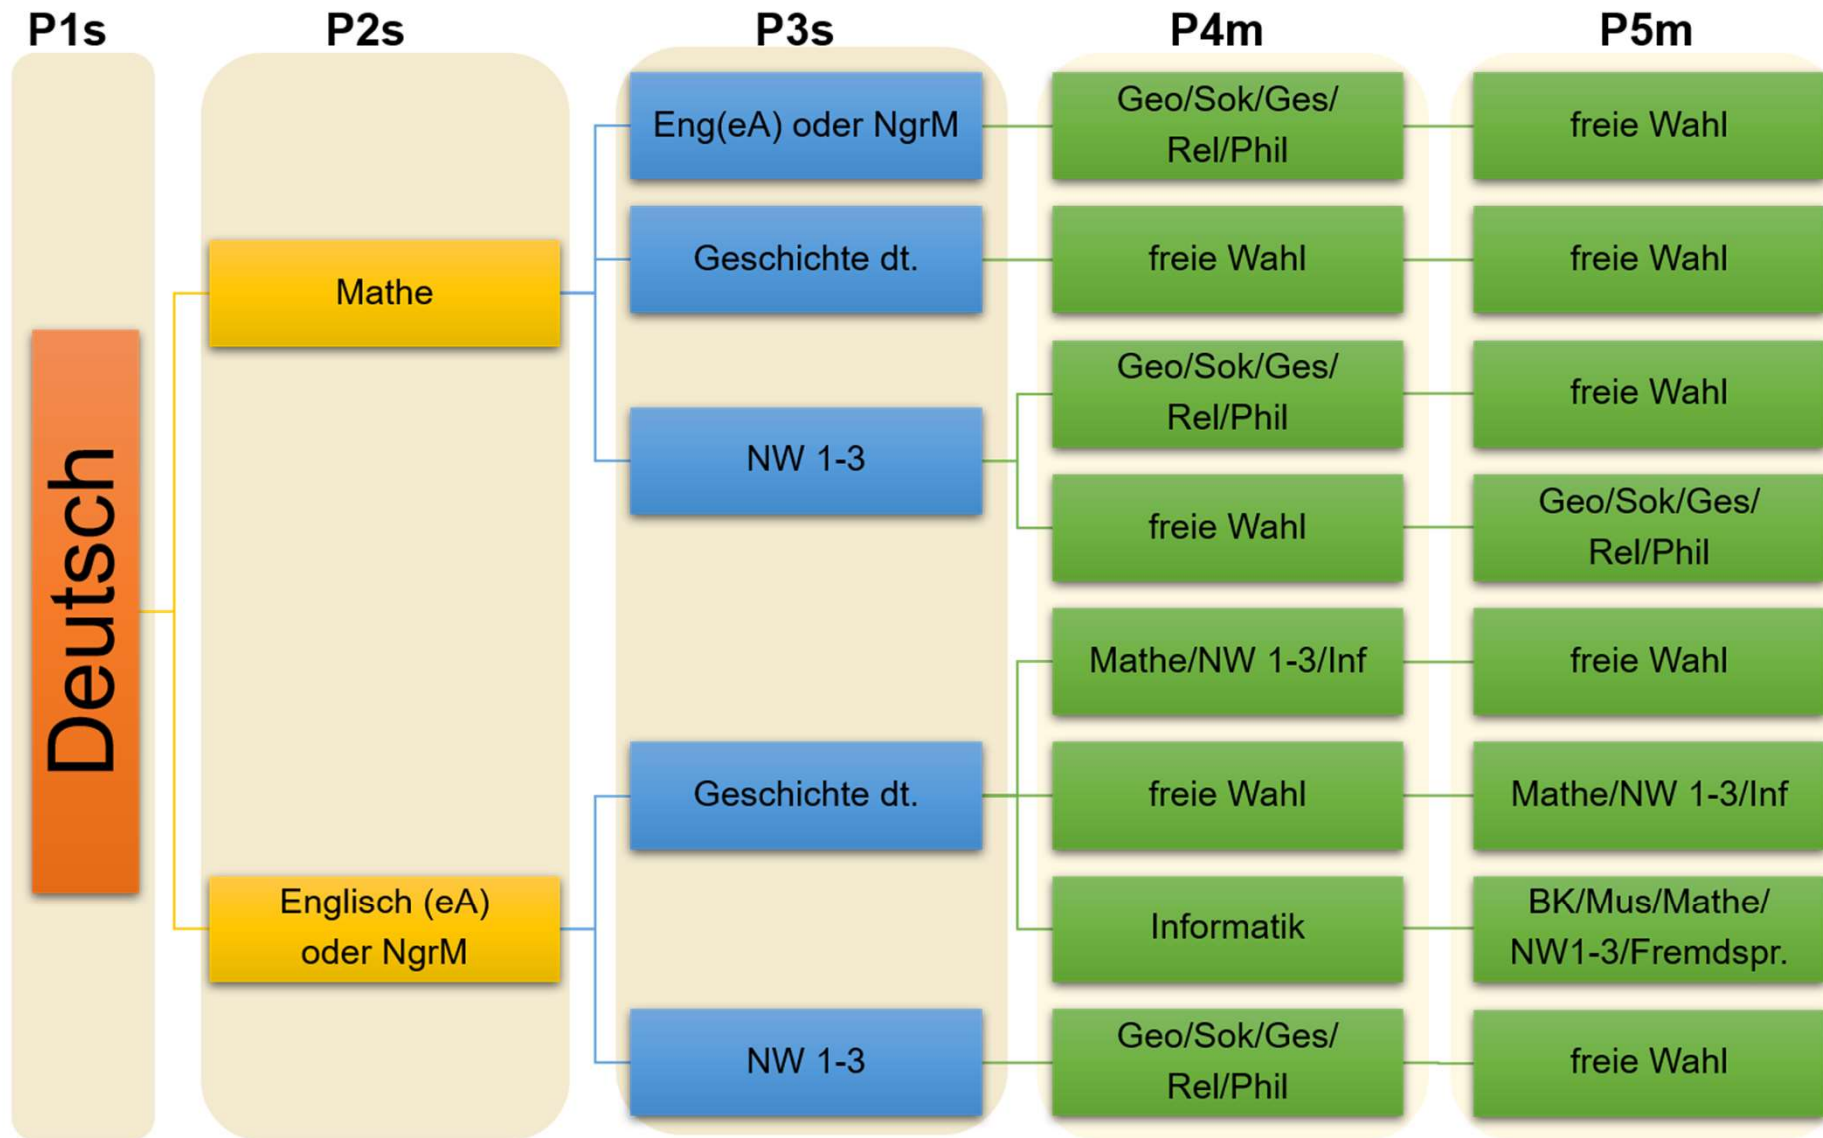 P1s
P2s
P3s
P4m
P5m
Deutsch
Mathe
Englisch (eA)
oder NgrM
Eng(eA) oder NgrM
Geschichte dt.
NW 1-3
Geschichte dt.
NW 1-3
Geo/Sok/Ges/
Rel/Phil
freie Wahl
Geo/Sok/Ges/
Rel/Phil
freie Wahl
Mathe/NW 1-3/Inf
freie Wahl
Informatik
Geo/Sok/Ges/
Rel/Phil
freie Wahl
freie Wahl
freie Wahl
Geo/Sok/Ges/
Rel/Phil
freie Wahl
Mathe/NW 1-3/Inf
BK/Mus/Mathe/
NW1-3/Fremdspr.
freie Wahl